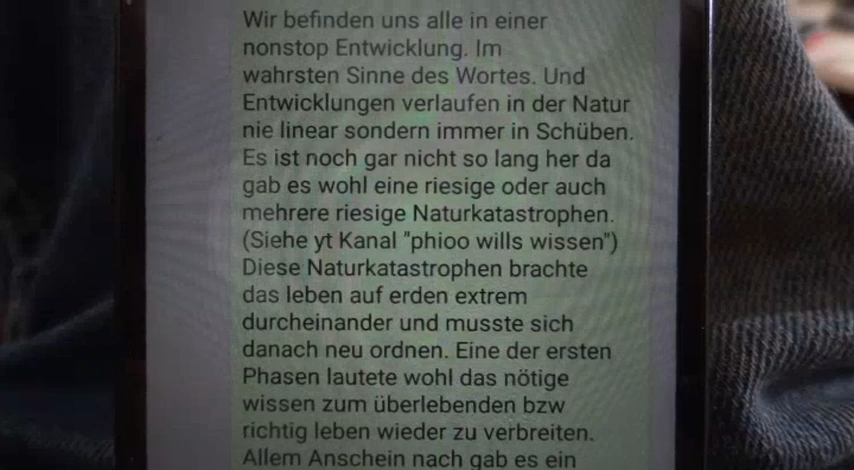 Wir befinden uns alle in einer
nonstop Entwicklung. Im
wahrsten Sinne des Wortes. Und
Entwicklungen verlaufen in der Natur
nie linear sondern immer in Schüben.
Es ist noch gar nicht so lang her da
gab es wohl eine riesige oder auch
mehrere riesige Naturkatastrophen.
(Siehe yt Kanal "phioo wills wissen")
Diese Naturkatastrophen brachte
das leben auf erden extrem
durcheinander und musste sich
danach neu ordnen. Eine der ersten
Phasen lautete wohl das nötige
wissen zum überlebenden bzw
richtig leben wieder zu verbreiten.
Allem Anschein nach gab es ein